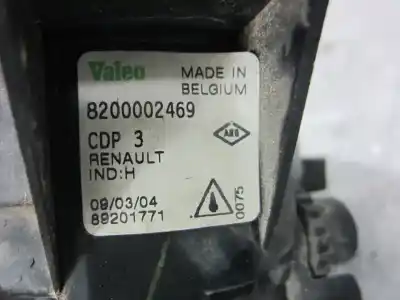 Valeo
MADE IN
BELGIUM
8200002469
CDP 3
RENAULT
IND:H
09/03/04
89201771
0075